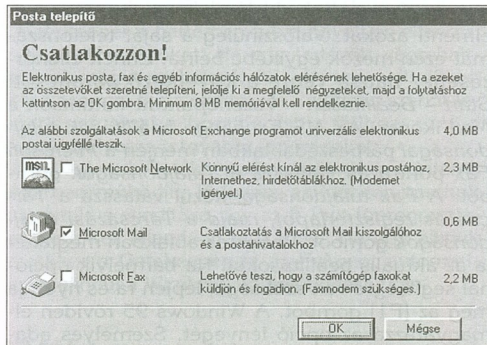 Posta telepítő
Csatlakozzon!
Elektronikus posta, fax és egyéb információs hálózatok elérésének lehetősége. Ha ezeket
az összetevőket szeretné telepíteni, jelölje ki a megfelelő négyzeteket, majd a folytatáshoz
kattintson az OK gombra. Minimum 8 MB memóriával kell rendelkeznie.
Az alábbi szolgáltatások a Microsoft Exchange programot univerzális elektronikus 4,0 MB
postai ügyféllé teszik.
msn. The Microsoft Network Könnyű elérést kínál az elektronikus postához, 2,3 MB
Internethez, hirdetőtáblákhoz. (Modemet
igényel.)
0,6 MB
Microsoft Mail Csatlakoztatás a Microsoft Mail kiszolgálóhoz
és a postahivatalokhoz
Microsoft Fax Lehetővé teszi, hogy a számítógép faxokat 2,2 MB
küldjön és fogadjon. (Faxmodem szükséges.)
OK Mégse